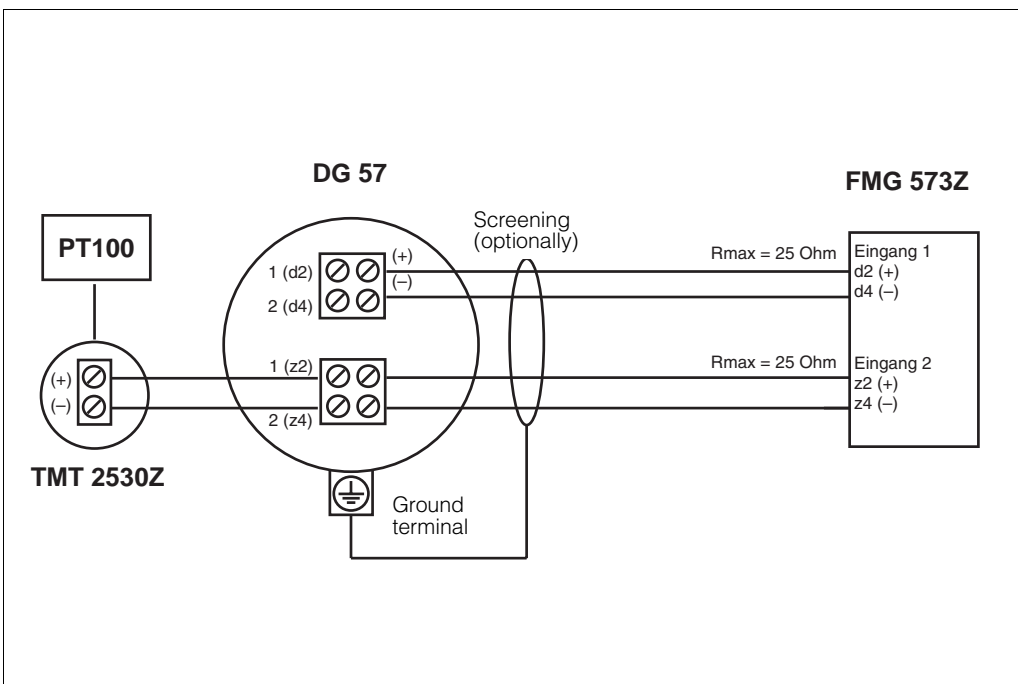 DG 57
FMG 573Z
PT100
Screening
(optionally)
1 (d2)
2 (d4)
(+)
(–)
Rmax = 25 Ohm
Eingang 1
d2 (+)
d4 (–)
1 (z2)
2 (z4)
Rmax = 25 Ohm
Eingang 2
z2 (+)
z4 (–)
(+)
(–)
TMT 2530Z
Ground
terminal